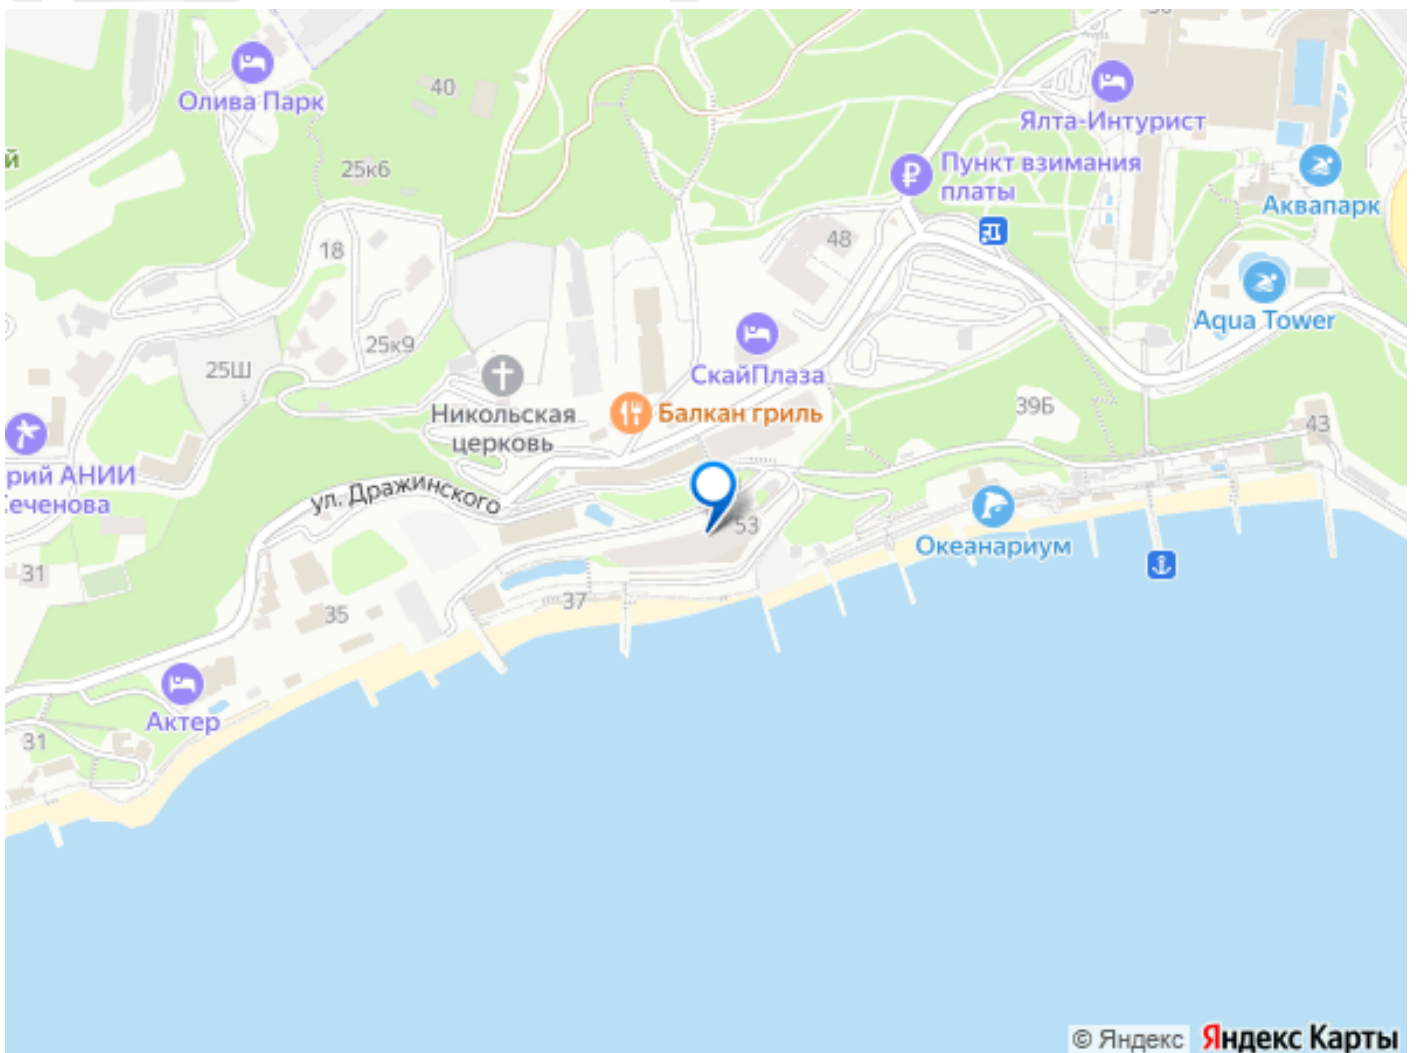 Олива Парк
40
Ялта-Интурист
й
25к6
Пункт взимания
платы
Аквапарк
18
48
25к9
25Ш
СкайПлаза
Aqua Tower
Никольская
церковь
Балкан гриль
39Б
43
рий АНИИ
еченова
ул. Дражинского
53
Океанариум
31
35
37
Актер
31
© Яндекс Яндекс Карты